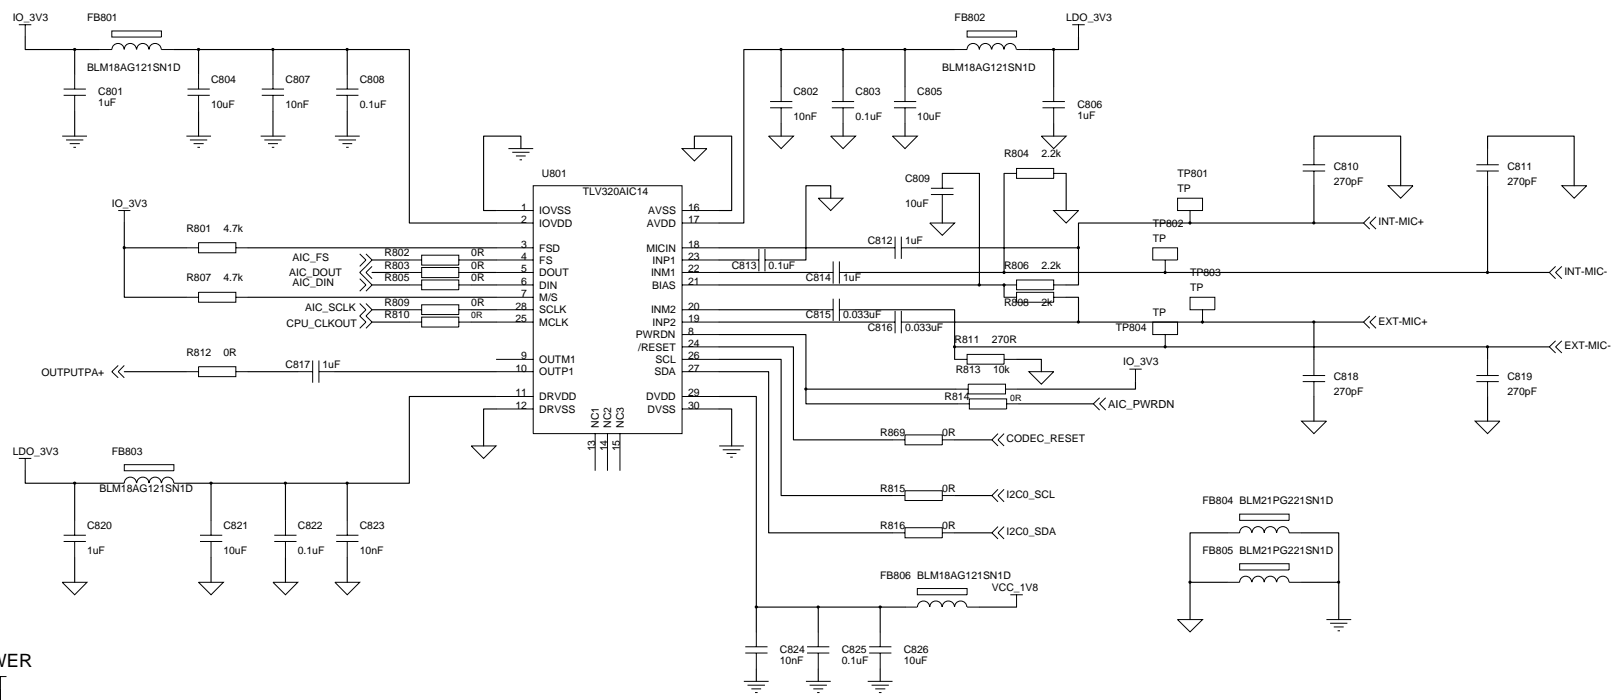 IO_3V3
FB801
BLM18AG121SN1D
C801
1uF
C804
10uF
C807
10nF
C808
0.1uF
FB802
LDO_3V3
BLM18AG121SN1D
C802
10nF
C803
0.1uF
C805
10uF
C806
1uF
U801
TLV320AIC14
1 IOVSS
2 IOVDD
3 FSD
4 FS
5 DOUT
6 DIN
7 M/S
28 SCLK
25 MCLK
9 OUTM1
10 OUTP1
11 DRVDD
12 DRVSS
AVSS 16
AVDD 17
MICIN 18
INP1 23
INM1 22
BIAS 21
INM2 20
INP2 19
PWRDN 8
/RESET 24
SCL 26
SDA 27
DVDD 29
DVSS 30
NC1 13
NC2 14
NC3 15
IO_3V3
R801 4.7k
AIC_FS R802 0R
AIC_DOUT R803 0R
AIC_DIN R805 0R
R807 4.7k
AIC_SCLK R809 0R
CPU_CLKOUT R810 0R
R812 0R
C817 1uF
OUTPUTPA+
C809
10uF
R804 2.2k
C812 1uF
C813 0.1uF
C814 1uF
R806 2.2k
R808 2k
C815 0.033uF
C816 0.033uF
TP801
TP
TP802
TP
TP803
TP
TP804
C810
270pF
C811
270pF
INT-MIC+
INT-MIC-
EXT-MIC+
EXT-MIC-
R811 270R
R813 10k
IO_3V3
R814 0R
AIC_PWRDN
C818
270pF
C819
270pF
R869 0R
CODEC_RESET
R815 0R
I2C0_SCL
R816 0R
I2C0_SDA
LDO_3V3
FB803
BLM18AG121SN1D
C820
1uF
C821
10uF
C822
0.1uF
C823
10nF
FB804 BLM21PG221SN1D
FB805 BLM21PG221SN1D
FB806 BLM18AG121SN1D
VCC_1V8
C824
10nF
C825
0.1uF
C826
10uF
WER